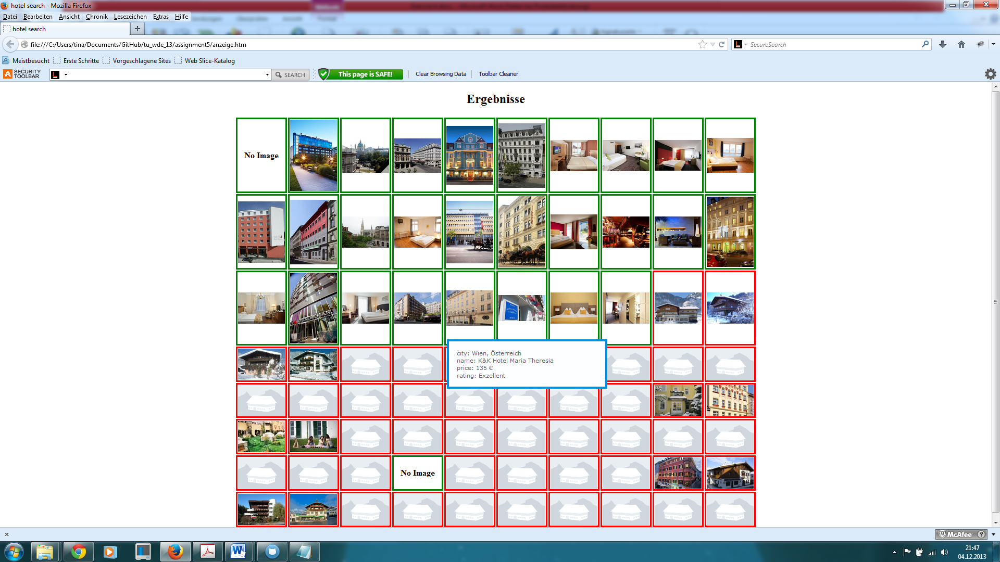 hotel search - Mozilla Firefox
Datei Bearbeiten Ansicht Chronik Lesezeichen Extras Hilfe
hotel search
file:///C:/Users/tina/Documents/GitHub/tu_wde_13/assignment5/anzeige.htm
SecureSearch
Meistbesucht Erste Schritte Vorgeschlagene Sites Web Slice-Katalog
SECURITY TOOLBAR SEARCH This page is SAFE! Clear Browsing Data Toolbar Cleaner
Ergebnisse
No Image
city: Wien, Österreich
name: K&K Hotel Maria Theresia
price: 135 €
rating: Exzellent
No Image
McAfee
21:47
04.12.2013